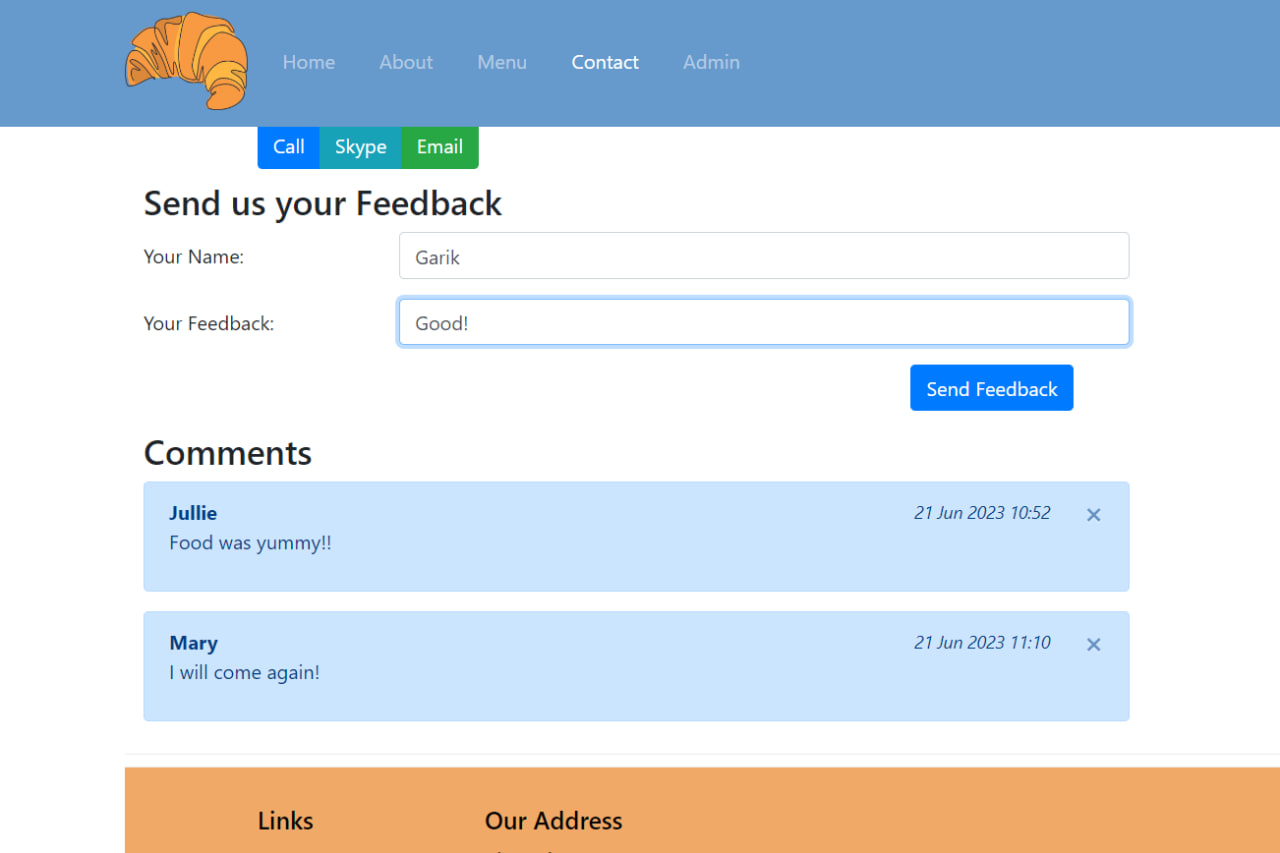 Home About Menu Contact Admin
Call Skype Email
Send us your Feedback
Your Name: Garik
Your Feedback: Good!
Send Feedback
Comments
Jullie 21 Jun 2023 10:52 ×
Food was yummy!!
Mary 21 Jun 2023 11:10 ×
I will come again!
Links Our Address